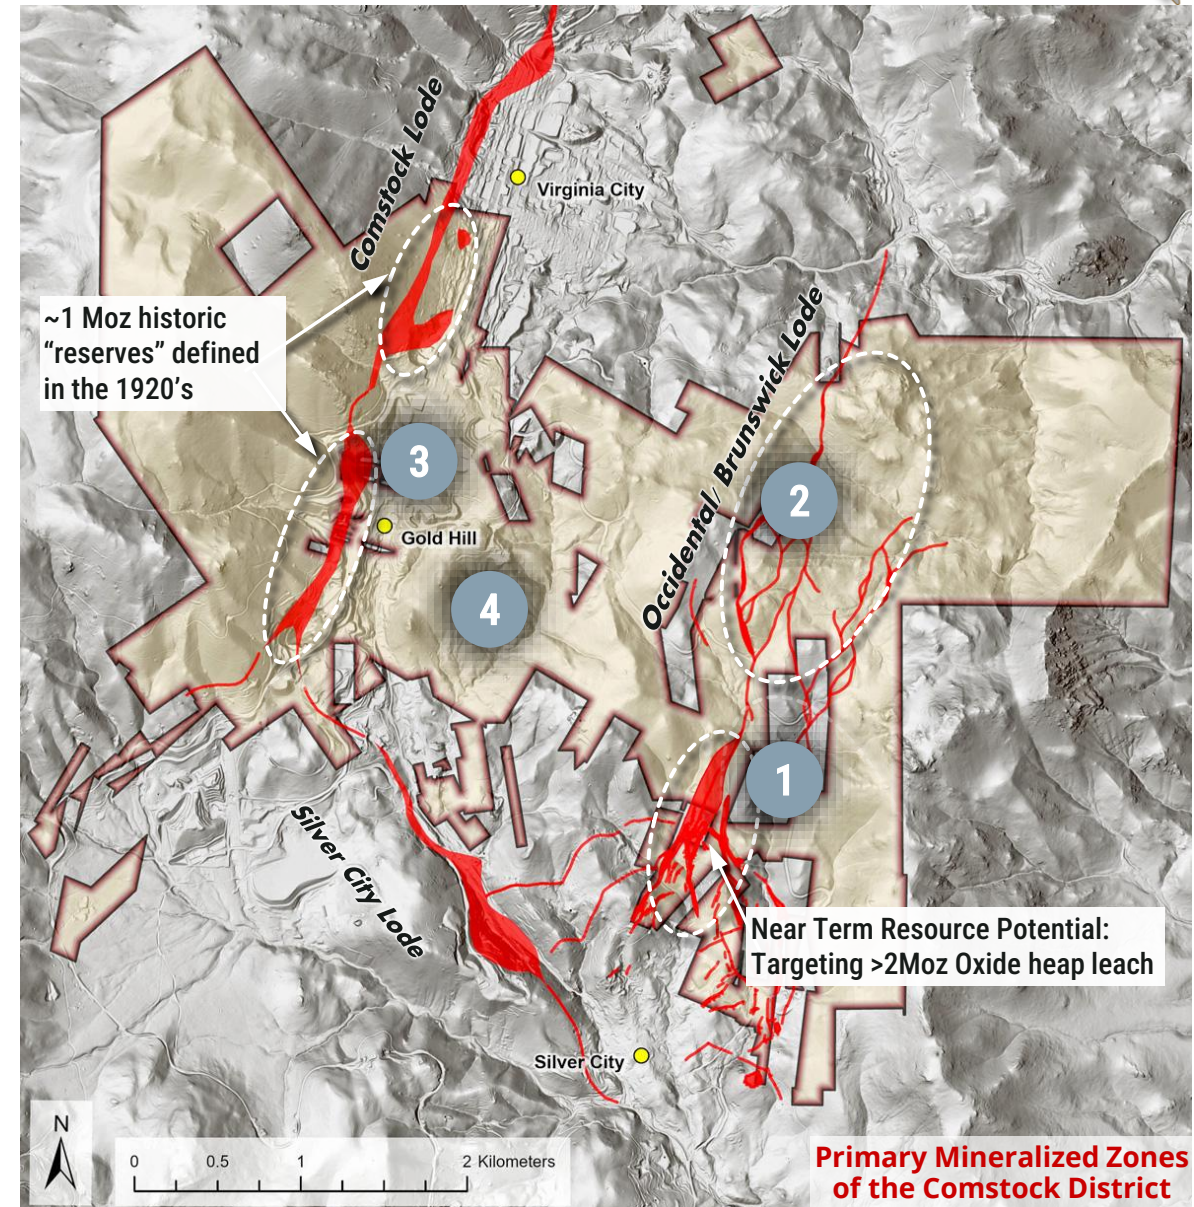 Comstock Lode
Virginia City
~1 Moz historic
“reserves” defined
in the 1920’s
Occidental/ Brunswick Lode
3
2
Gold Hill
4
1
Silver City Lode
Near Term Resource Potential:
Targeting >2Moz Oxide heap leach
Silver City
N
0 0.5 1 2 Kilometers
Primary Mineralized Zones
of the Comstock District